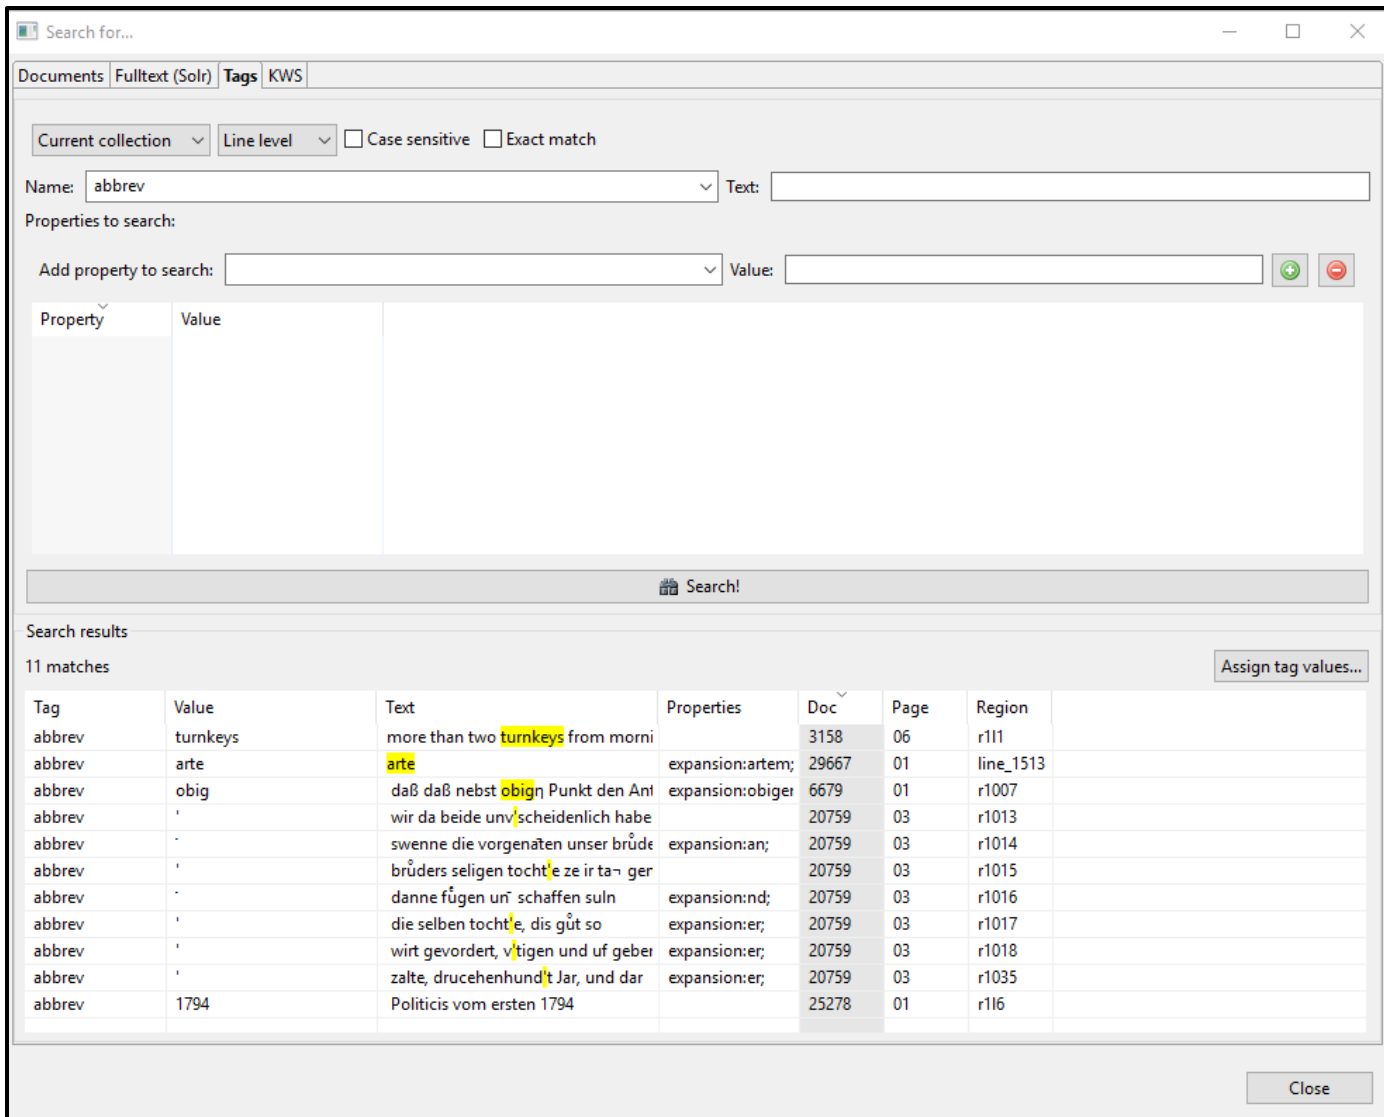 Search for...
Documents Fulltext (Solr) Tags KWS
Current collection Line level Case sensitive Exact match
Name: abbrev Text:
Properties to search:
Add property to search: Value:
Property Value
Search!
Search results
11 matches Assign tag values...
Tag Value Text Properties Doc Page Region
abbrev turnkeys more than two turnkeys from morni 3158 06 r1l1
abbrev arte arte expansion:artem; 29667 01 line_1513
abbrev obig daß daß nebst obigη Punkt den Ant expansion:obiger 6679 01 r1007
abbrev ' wir da beide unv'scheidenlich habe 20759 03 r1013
abbrev ‾ swenne die vorgena‾ten unser brůde expansion:an; 20759 03 r1014
abbrev ' brůders seligen tocht'e ze ir ta¬ ger 20759 03 r1015
abbrev ‾ danne fůgen un‾ schaffen suln expansion:nd; 20759 03 r1016
abbrev ' die selben tocht'e, dis gůt so expansion:er; 20759 03 r1017
abbrev ' wirt gevordert, v'tigen und uf geber expansion:er; 20759 03 r1018
abbrev ' zalte, drucehenhund't Jar, und dar expansion:er; 20759 03 r1035
abbrev 1794 Politicis vom ersten 1794 25278 01 r1l6
Close